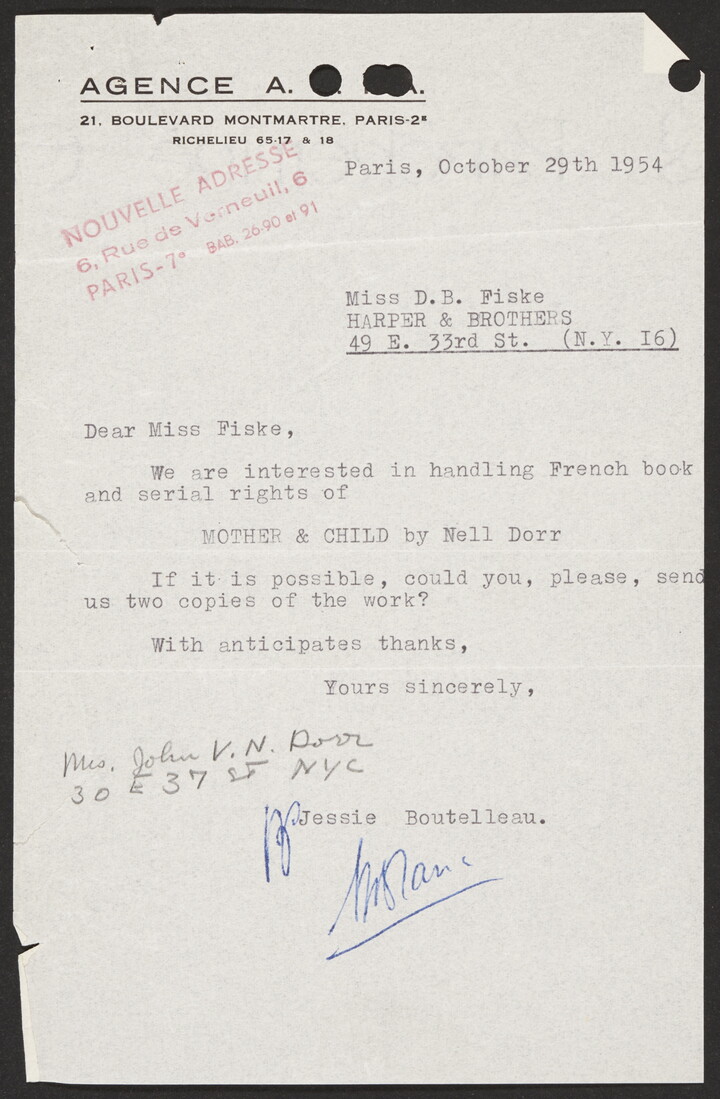 AGENCE A.
21, BOULEVARD MONTMARTRE, PARIS-2E
RICHELIEU 65-17 & 18
NOUVELLE ADRESSE
6, Rue de Verneuil, 6
PARIS-7e BAB. 26-90 et 91
Paris, October 29th 1954
Miss D.B. Fiske
HARPER & BROTHERS
49 E. 33rd St. (N.Y. I6)
Dear Miss Fiske,
We are interested in handling French book
and serial rights of
MOTHER & CHILD by Nell Dorr
If it is possible, could you, please, send
us two copies of the work?
With anticipates thanks,
Yours sincerely,
Mrs. John V. N. Dorr
30 E 37 ST NYC
pp Jessie Boutelleau.